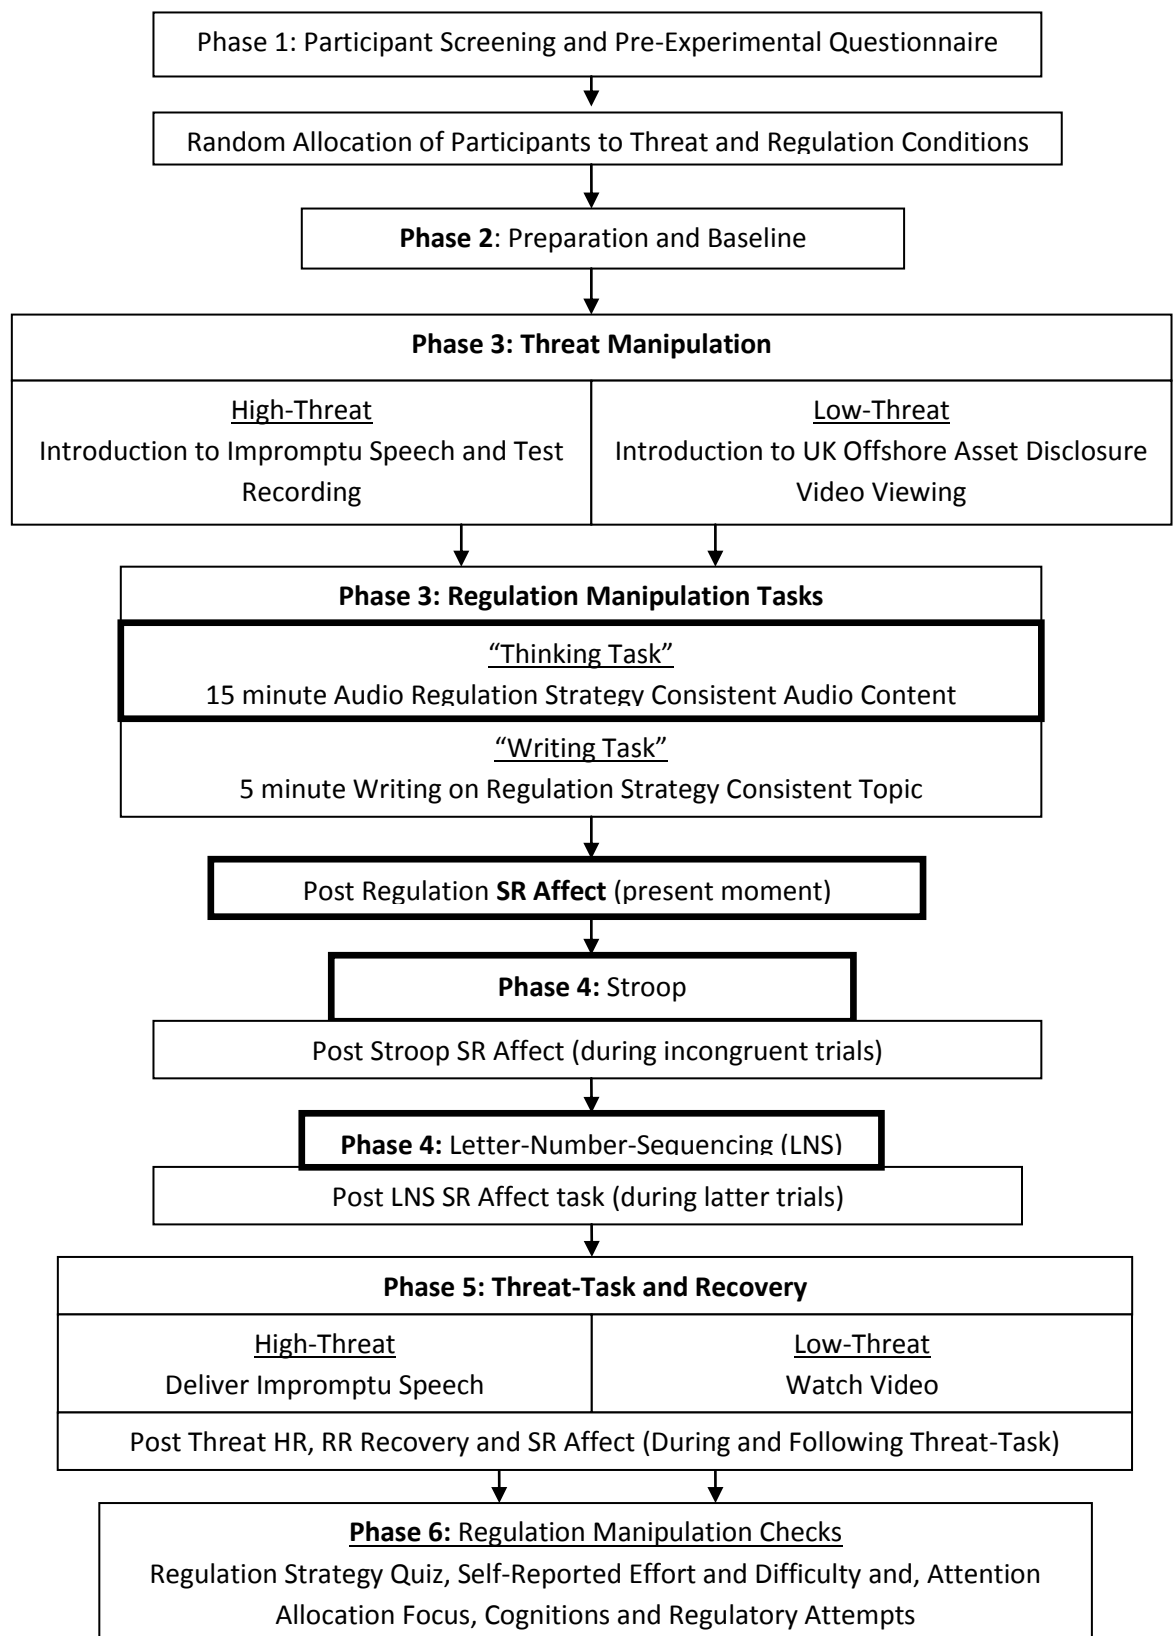 Phase 1: Participant Screening and Pre-Experimental Questionnaire
Random Allocation of Participants to Threat and Regulation Conditions
Phase 2: Preparation and Baseline
Phase 3: Threat Manipulation
High-Threat
Introduction to Impromptu Speech and Test
Recording
Low-Threat
Introduction to UK Offshore Asset Disclosure
Video Viewing
Phase 3: Regulation Manipulation Tasks
“Thinking Task”
15 minute Audio Regulation Strategy Consistent Audio Content
“Writing Task”
5 minute Writing on Regulation Strategy Consistent Topic
Post Regulation SR Affect (present moment)
Phase 4: Stroop
Post Stroop SR Affect (during incongruent trials)
Phase 4: Letter-Number-Sequencing (LNS)
Post LNS SR Affect task (during latter trials)
Phase 5: Threat-Task and Recovery
High-Threat
Deliver Impromptu Speech
Low-Threat
Watch Video
Post Threat HR, RR Recovery and SR Affect (During and Following Threat-Task)
Phase 6: Regulation Manipulation Checks
Regulation Strategy Quiz, Self-Reported Effort and Difficulty and, Attention
Allocation Focus, Cognitions and Regulatory Attempts